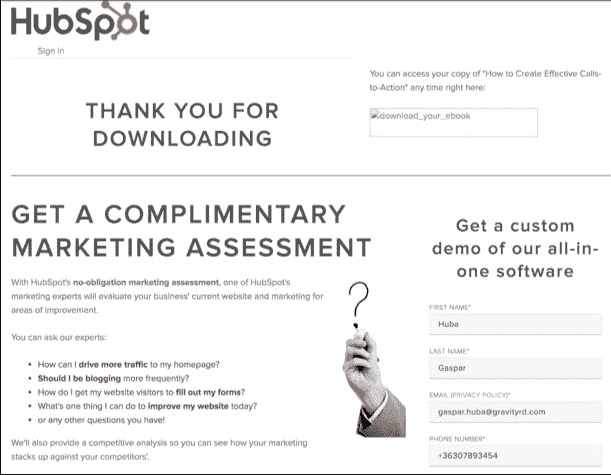 HubSpot
Sign In
You can access your copy of "How to Create Effective Calls-
to-Action" any time right here:
download_your_ebook
THANK YOU FOR
DOWNLOADING
GET A COMPLIMENTARY
MARKETING ASSESSMENT
With HubSpot's no-obligation marketing assessment, one of HubSpot's
marketing experts will evaluate your business' current website and marketing for
areas of improvement.
You can ask our experts:
• How can I drive more traffic to my homepage?
• Should I be blogging more frequently?
• How do I get my website visitors to fill out my forms?
• What's one thing I can do to improve my website today?
• or any other questions you have!
We'll also provide a competitive analysis so you can see how your marketing
stacks up against your competitors'.
?
Get a custom
demo of our all-in-
one software
FIRST NAME*
Huba
LAST NAME*
Gaspar
EMAIL (PRIVACY POLICY)*
gaspar.huba@gravityrd.com
PHONE NUMBER*
+36307893454